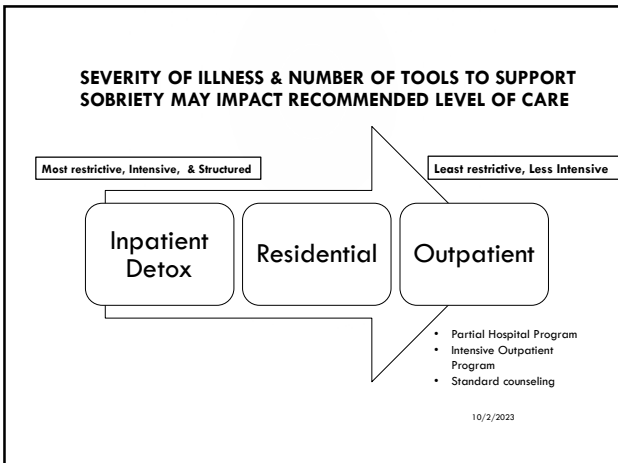 SEVERITY OF ILLNESS & NUMBER OF TOOLS TO SUPPORT
SOBRIETY MAY IMPACT RECOMMENDED LEVEL OF CARE
Most restrictive, Intensive, & Structured
Least restrictive, Less Intensive
Inpatient
Detox
Residential
Outpatient
• Partial Hospital Program
• Intensive Outpatient
Program
• Standard counseling
10/2/2023